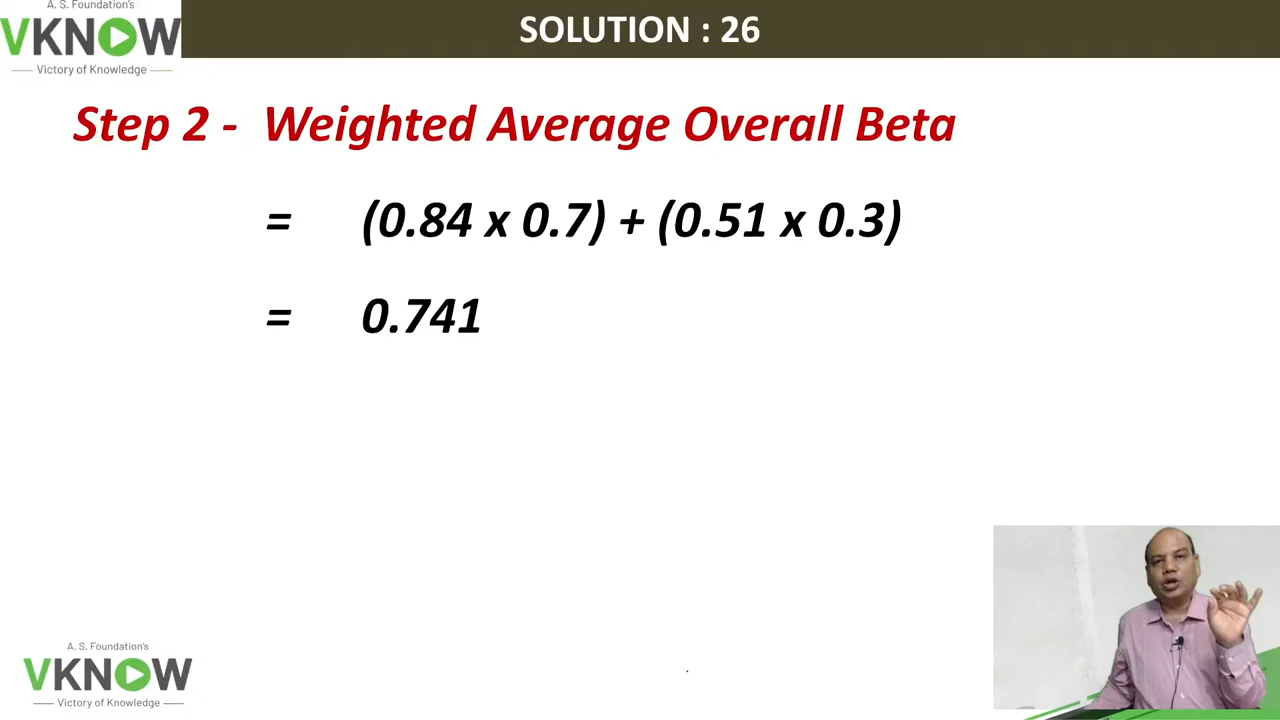 A. S. Foundation's
VKNOW
Victory of Knowledge
SOLUTION : 26
Step 2 - Weighted Average Overall Beta
= (0.84 x 0.7) + (0.51 x 0.3)
= 0.741
A. S. Foundation's
VKNOW
Victory of Knowledge